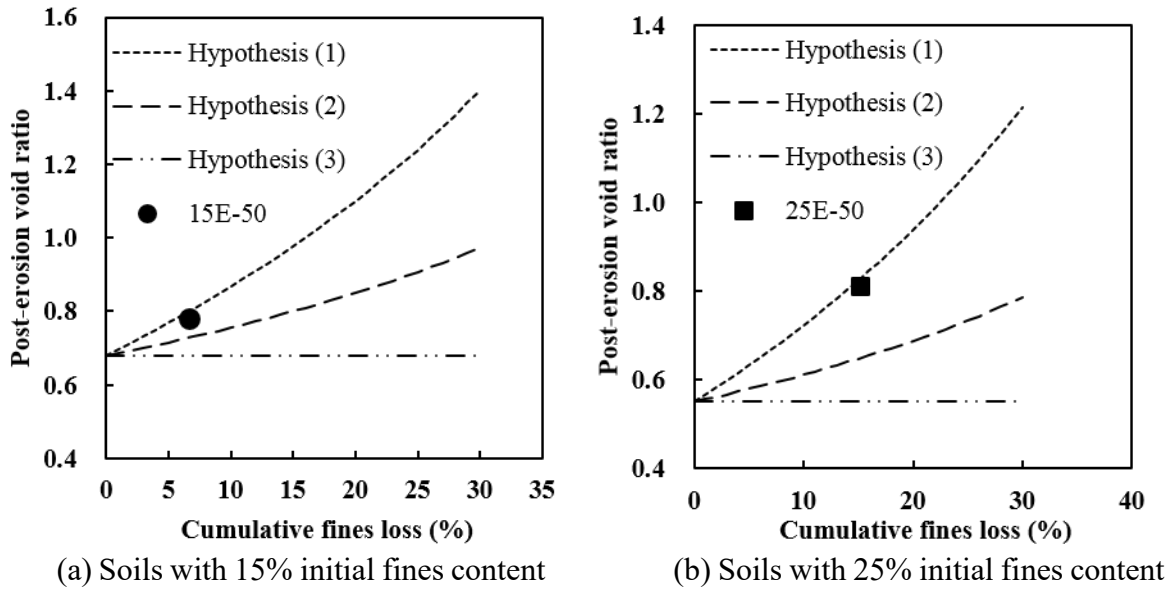 1.6
1.4
1.2
1.0
0.8
0.6
0.4
Post-erosion void ratio
Hypothesis (1)
Hypothesis (2)
Hypothesis (3)
15E-50
0 5 10 15 20 25 30 35
Cumulative fines loss (%)
(a) Soils with 15% initial fines content
1.4
1.2
1.0
0.8
0.6
0.4
Post-erosion void ratio
Hypothesis (1)
Hypothesis (2)
Hypothesis (3)
25E-50
0 10 20 30 40
Cumulative fines loss (%)
(b) Soils with 25% initial fines content